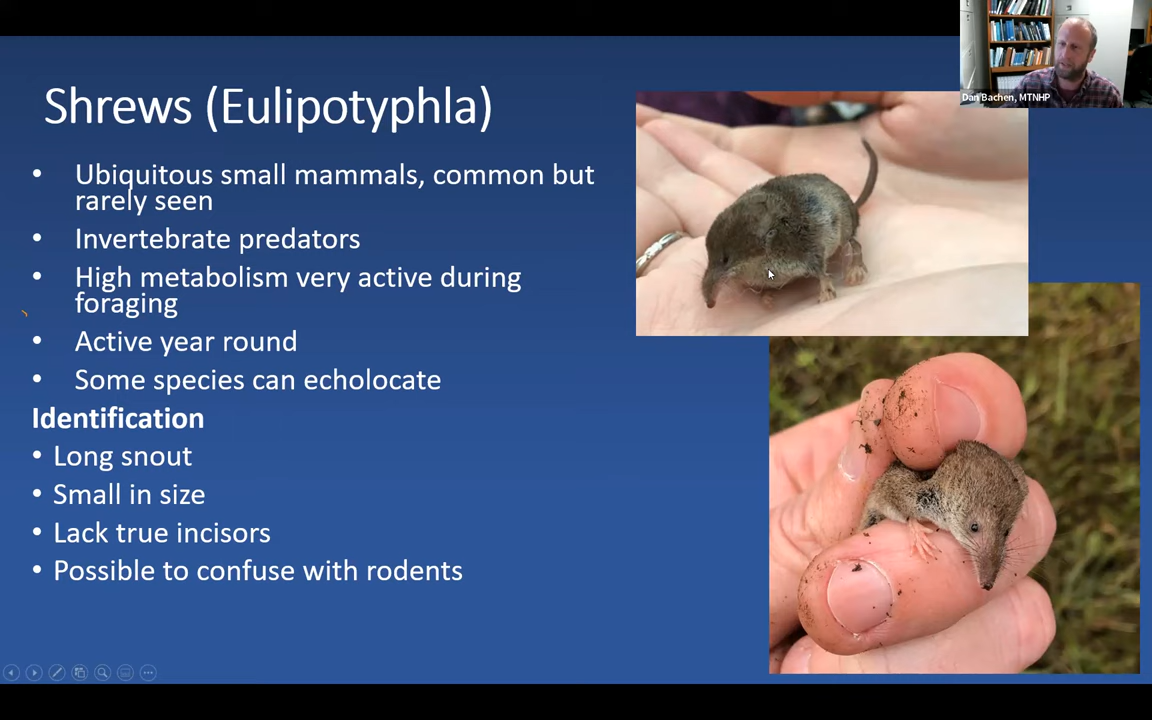 Dan Bachen, MTNHP
Shrews (Eulipotyphla)
• Ubiquitous small mammals, common but
rarely seen
• Invertebrate predators
• High metabolism very active during
foraging
• Active year round
• Some species can echolocate
Identification
• Long snout
• Small in size
• Lack true incisors
• Possible to confuse with rodents